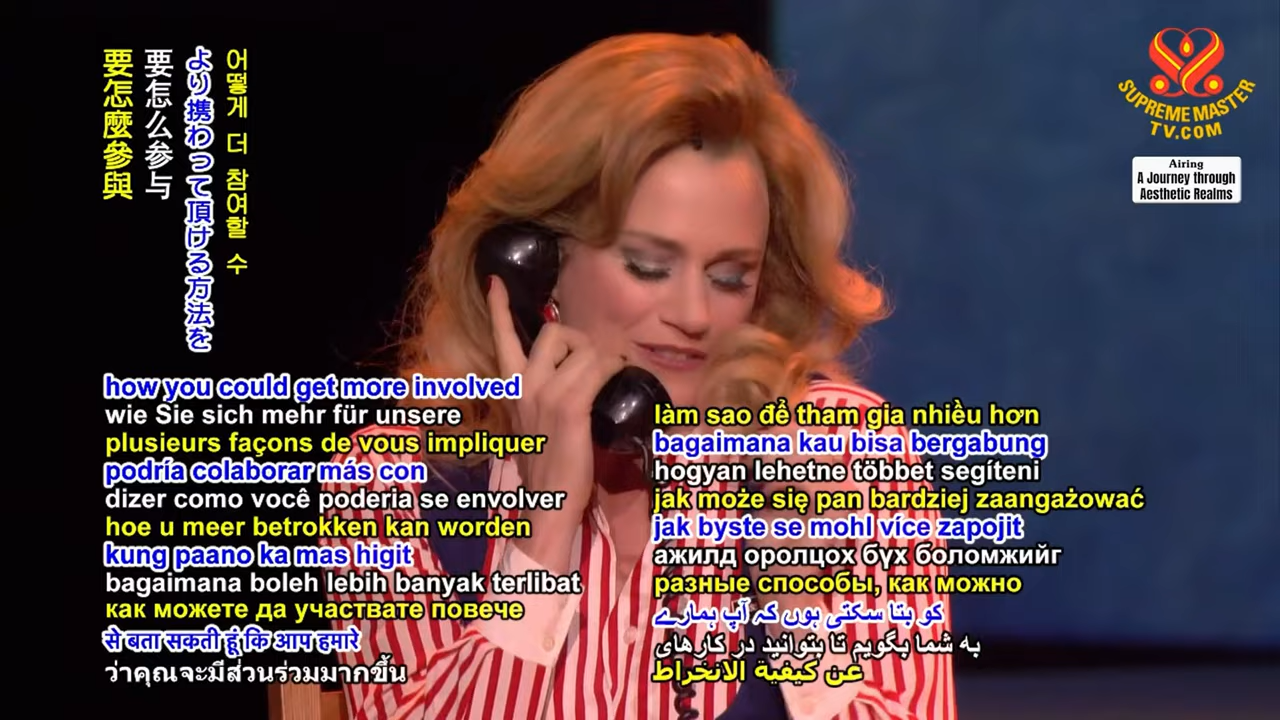 要怎麼參與
要怎么参与
より携わって頂ける方法を
어떻게 더 참여할 수
SUPREME MASTER
TV.COM
Airing
A Journey through
Aesthetic Realms
how you could get more involved
wie Sie sich mehr für unsere
plusieurs façons de vous impliquer
podría colaborar más con
dizer como você poderia se envolver
hoe u meer betrokken kan worden
kung paano ka mas higit
bagaimana boleh lebih banyak terlibat
как можете да участвате повече
से बता सकती हूं कि आप हमारे
ว่าคุณจะมีส่วนร่วมมากขึ้น
làm sao để tham gia nhiều hơn
bagaimana kau bisa bergabung
hogyan lehetne többet segíteni
jak może się pan bardziej zaangażować
jak byste se mohl více zapojit
ажилд оролцох бүх боломжийг
разные способы, как можно
کو بتا سکتی ہوں کہ آپ ہمارے
به شما بگویم تا بتوانید در کارهای
عن كيفية الانخراط